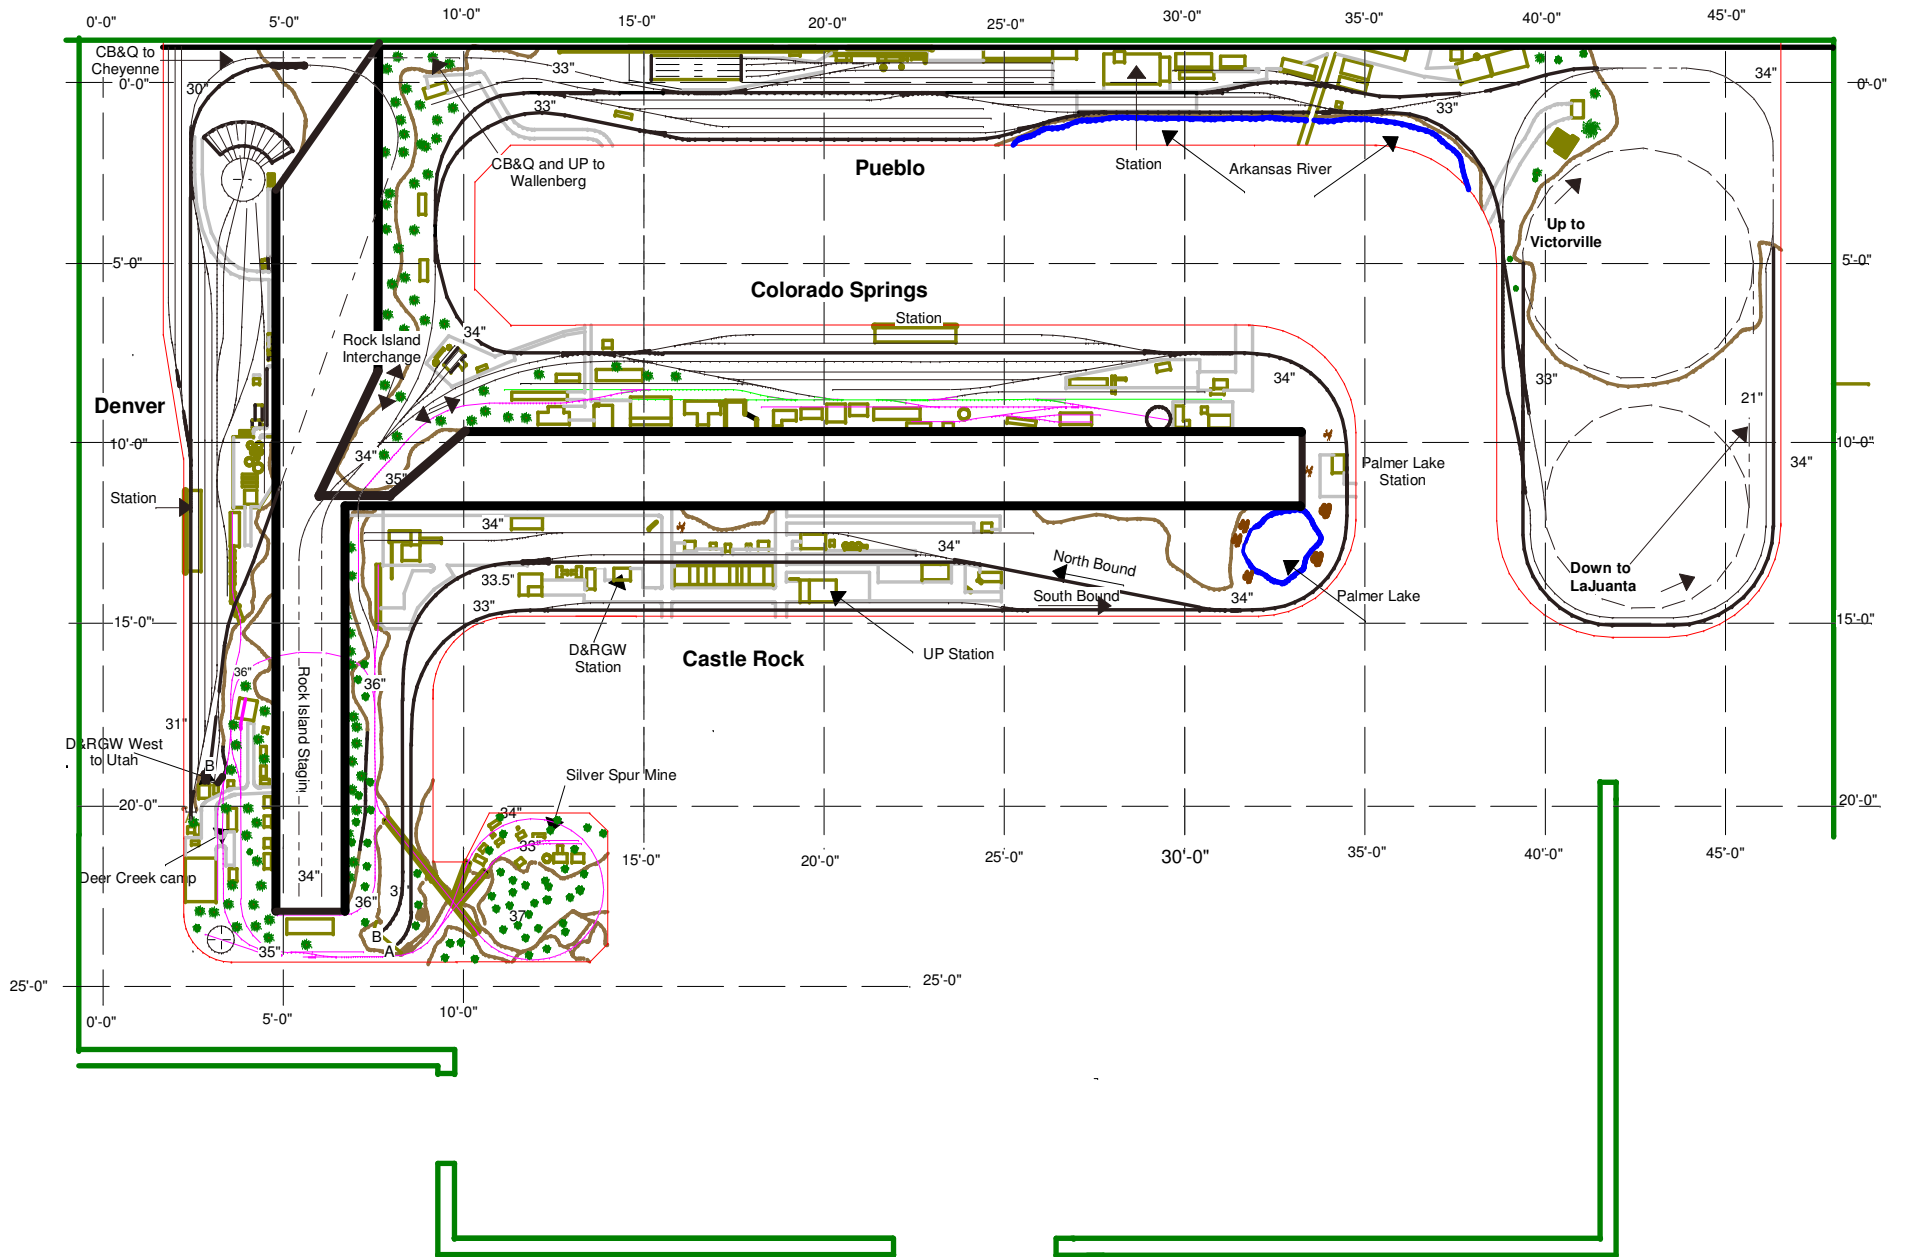 0'-0"
5'-0"
10'-0"
15'-0"
20'-0"
25'-0"
30'-0"
35'-0"
40'-0"
45'-0"
CB&Q to
Cheyenne
0'-0"
30"
33"
33"
33"
34"
0'-0"
CB&Q and UP to
Wallenberg
Pueblo
Station
Arkansas River
Up to
Victorville
5'-0"
5'-0"
Colorado Springs
Station
Rock Island
Interchange
34"
34"
33"
21"
Denver
10'-0"
34"
35"
Palmer Lake
Station
10'-0"
34"
Station
34"
34"
33.5"
33"
North Bound
South Bound
34"
Palmer Lake
Down to
LaJuanta
15'-0"
15'-0"
D&RGW
Station
UP Station
Castle Rock
36"
36"
Rock Island Stagin
31"
D&RGW West
to Utah
B
Silver Spur Mine
20'-0"
20'-0"
34"
33"
15'-0"
20'-0"
25'-0"
30'-0"
35'-0"
40'-0"
45'-0"
Deer Creek camp
34"
31"
36"
37"
B
A
35"
25'-0"
25'-0"
0'-0"
5'-0"
10'-0"